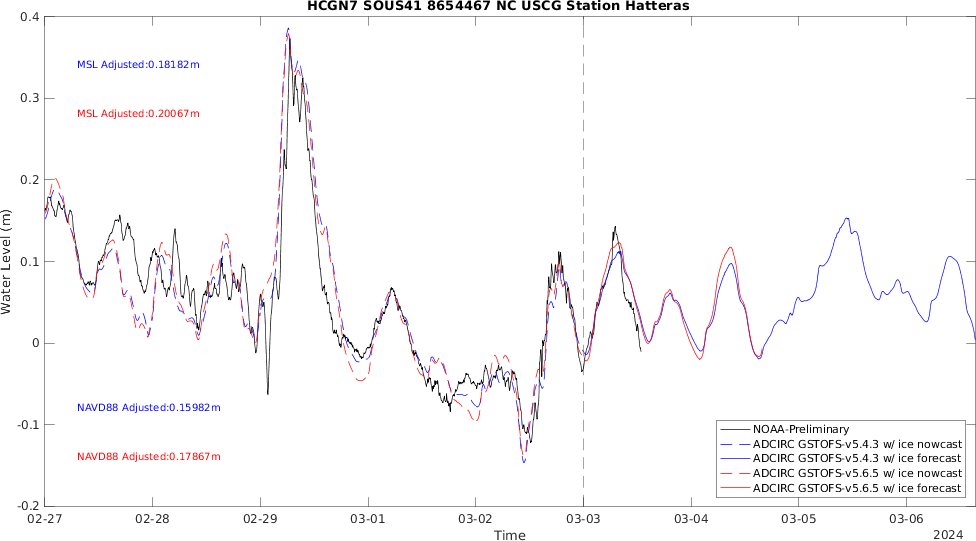 HCGN7 SOUS41 8654467 NC USCG Station Hatteras
0.4
0.3
0.2
0.1
0
-0.1
-0.2
Water Level (m)
MSL Adjusted:0.18182m
MSL Adjusted:0.20067m
NAVD88 Adjusted:0.15982m
NAVD88 Adjusted:0.17867m
NOAA-Preliminary
ADCIRC GSTOFS-v5.4.3 w/ ice nowcast
ADCIRC GSTOFS-v5.4.3 w/ ice forecast
ADCIRC GSTOFS-v5.6.5 w/ ice nowcast
ADCIRC GSTOFS-v5.6.5 w/ ice forecast
02-27 02-28 02-29 03-01 03-02 03-03 03-04 03-05 03-06
Time
2024